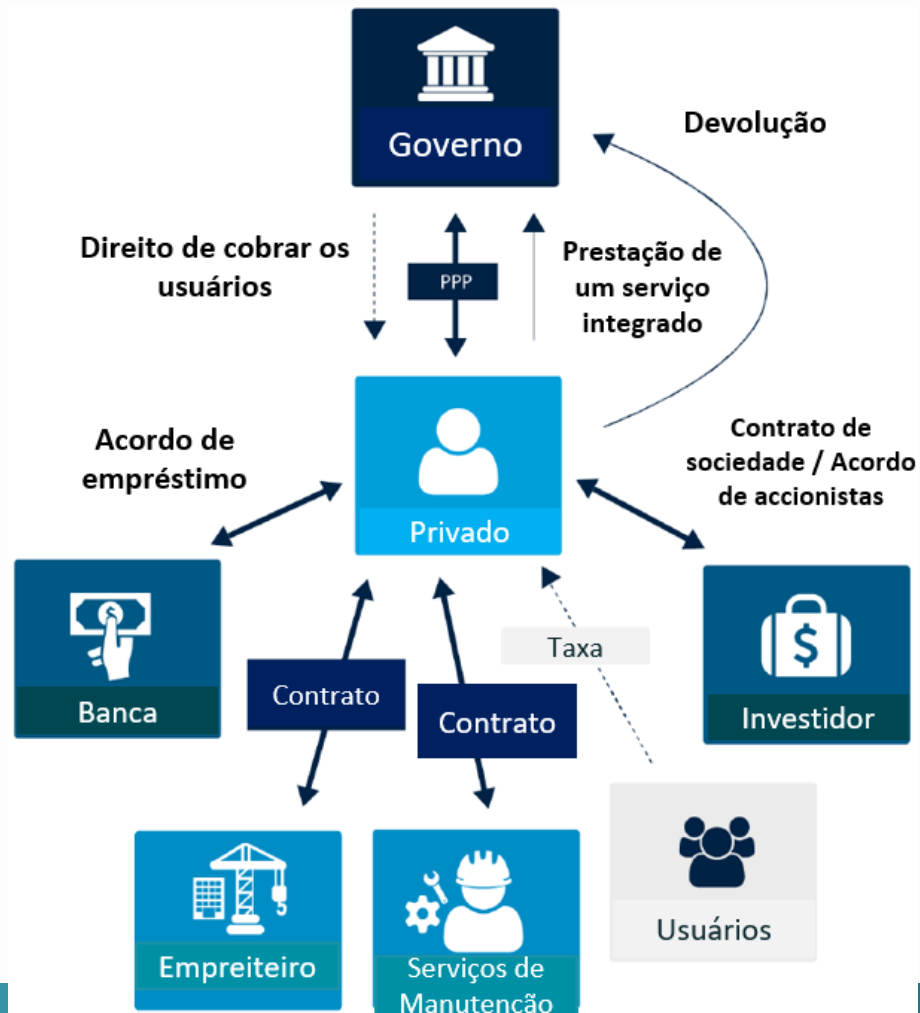 Governo
Devolução
Direito de cobrar os
usuários
PPP
Prestação de
um serviço
integrado
Acordo de
empréstimo
Privado
Contrato de
sociedade / Acordo
de accionistas
$
Banca
Contrato
Contrato
Taxa
$
Investidor
Empreiteiro
Serviços de
Manutenção
Usuários